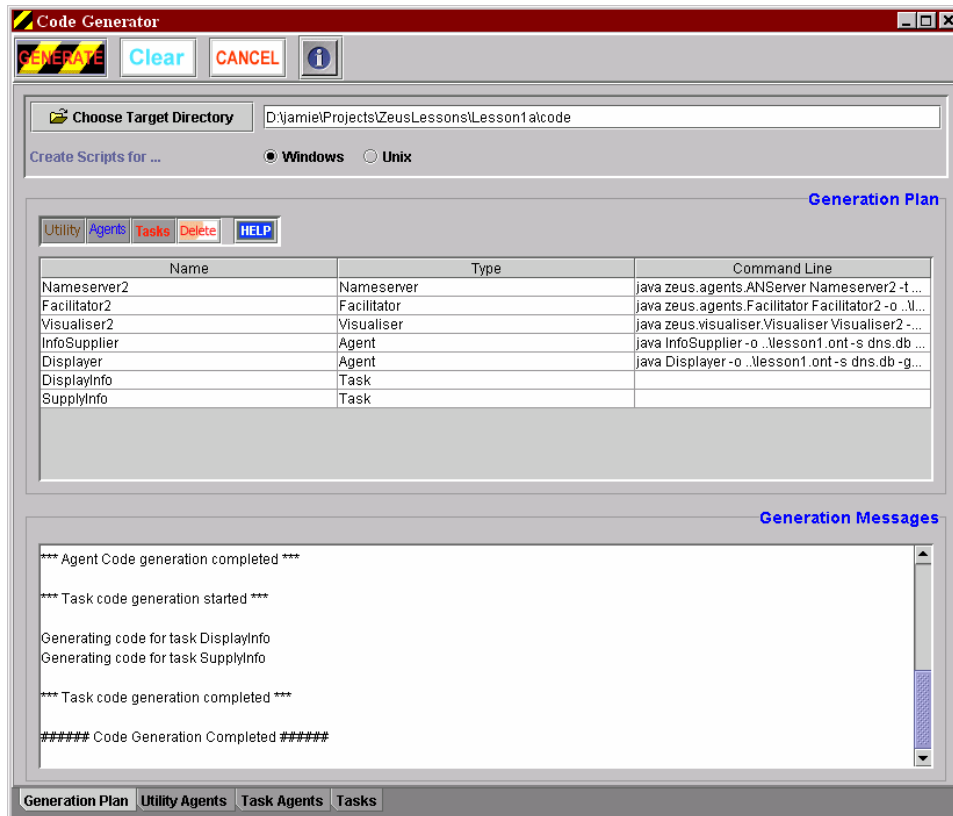 Code Generator
GENERATE Clear CANCEL
Choose Target Directory D:\jamie\Projects\ZeusLessons\Lesson1a\code
Create Scripts for ... Windows Unix
Generation Plan
Utility Agents Tasks Delete HELP
Name Type Command Line
Nameserver2 Nameserver java zeus.agents.ANServer Nameserver2 -t ...
Facilitator2 Facilitator java zeus.agents.Facilitator Facilitator2 -o ..\l...
Visualiser2 Visualiser java zeus.visualiser.Visualiser Visualiser2 -...
InfoSupplier Agent java InfoSupplier -o ..\lesson1.ont -s dns.db ...
Displayer Agent java Displayer -o ..\lesson1.ont -s dns.db -g...
DisplayInfo Task
SupplyInfo Task
Generation Messages
*** Agent Code generation completed ***
*** Task code generation started ***
Generating code for task DisplayInfo
Generating code for task SupplyInfo
*** Task code generation completed ***
###### Code Generation Completed ######
Generation Plan Utility Agents Task Agents Tasks